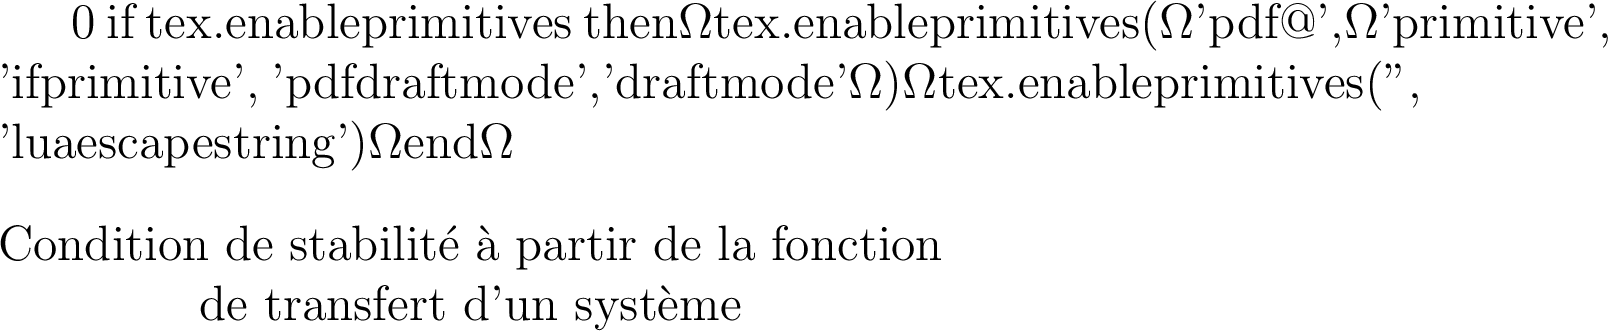 0 if tex.enableprimitives thenΩtex.enableprimitives(Ω’pdf@’,Ω’primitive’,
’ifprimitive’, ’pdfdraftmode’,’draftmode’Ω)Ωtex.enableprimitives(”,
’luaescapestring’)ΩendΩ
Condition de stabilité à partir de la fonction
de transfert d’un système